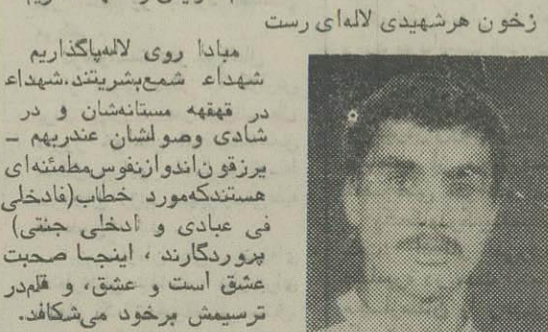 زخون هرشهیدی لاله‌ای رست
مبادا روی لاله‌پاگذاریم
شهداء شمع‌بشریتند.شهداء
در قهقهه مستانه‌شان و در
شادی وصولشان عندربهم ـ
یرزقون‌اندوازنفوس‌مطمئنه‌ای
هستندکه‌مورد خطاب(فادخلی
فی عبادی و ادخلی جنتی)
پروردگارند ، اینجا صحبت
عشق است و عشق، و قلم‌در
ترسیمش برخود می‌شکافد.